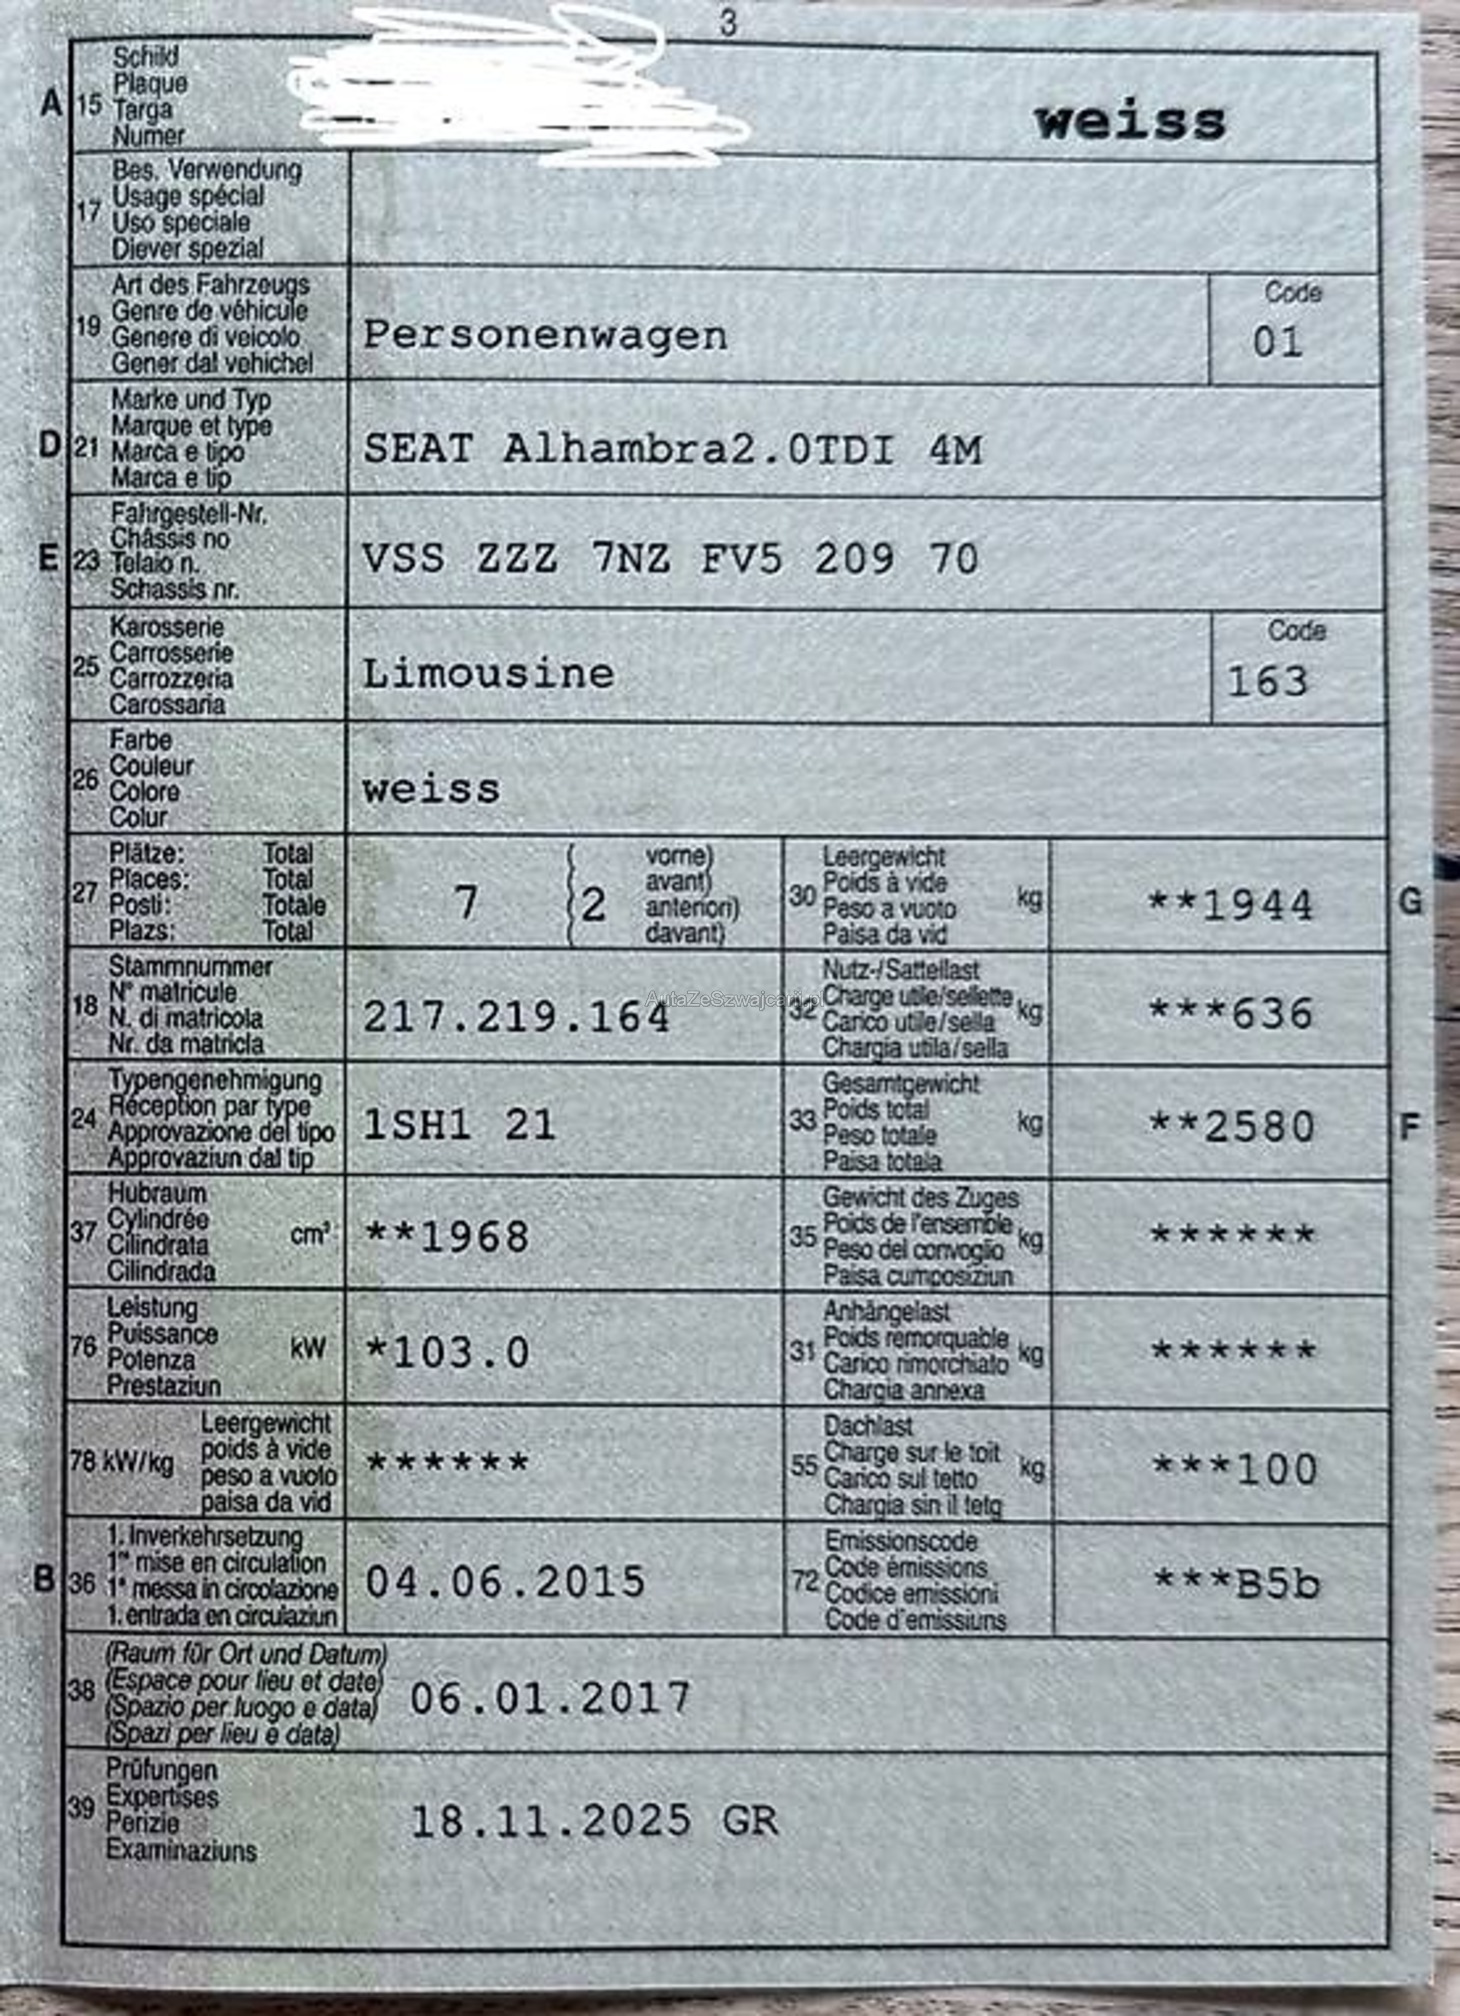 3
A 15 Schild
Plaque
Targa
Numer
weiss
17 Bes. Verwendung
Usage spécial
Uso speciale
Diever spezial
19 Art des Fahrzeugs
Genre de véhicule
Genere di veicolo
Gener dal vehichel
Personenwagen
Code
01
D 21 Marke und Typ
Marque et type
Marca e tipo
Marca e tip
SEAT Alhambra2.0TDI 4M
E 23 Fahrgestell-Nr.
Châssis no
Telaio n.
Schassis nr.
VSS ZZZ 7NZ FV5 209 70
25 Karosserie
Carrosserie
Carrozzeria
Carossaria
Limousine
Code
163
26 Farbe
Couleur
Colore
Colur
weiss
27 Plätze: Total
Places: Total
Posti: Totale
Plazs: Total
7
2
( vorne)
( avant)
( anteriori)
( davant)
30 Leergewicht
Poids à vide
Peso a vuoto
Paisa da vid
kg
**1944
G
18 Stammnummer
N° matricule
N. di matricola
Nr. da matricla
217.219.164
AutaZeSzwajcarii.pl
32 Nutz-/Sattellast
Charge utile/sellette
Carico utile/sella
Chargia utila/sella
kg
***636
24 Typengenehmigung
Réception par type
Approvazione del tipo
Approvaziun dal tip
1SH1 21
33 Gesamtgewicht
Poids total
Peso totale
Paisa totala
kg
**2580
F
37 Hubraum
Cylindrée
Cilindrata
Cilindrada
cm³
**1968
35 Gewicht des Zuges
Poids de l'ensemble
Peso del convoglio
Paisa cumposiziun
kg
******
76 Leistung
Puissance
Potenza
Prestaziun
kW
*103.0
31 Anhängelast
Poids remorquable
Carico rimorchiato
Chargia annexa
kg
******
78 kW/kg
Leergewicht
poids à vide
peso a vuoto
paisa da vid
******
55 Dachlast
Charge sur le toit
Carico sul tetto
Chargia sin il tetg
kg
***100
B 36 1. Inverkehrsetzung
1re mise en circulation
1a messa in circolazione
1. entrada en circulaziun
04.06.2015
72 Emissionscode
Code émissions
Codice emissioni
Code d'emissiuns
***B5b
38 (Raum für Ort und Datum)
(Espace pour lieu et date)
(Spazio per luogo e data)
(Spazi per lieu e data)
06.01.2017
39 Prüfungen
Expertises
Perizie
Examinaziuns
18.11.2025 GR